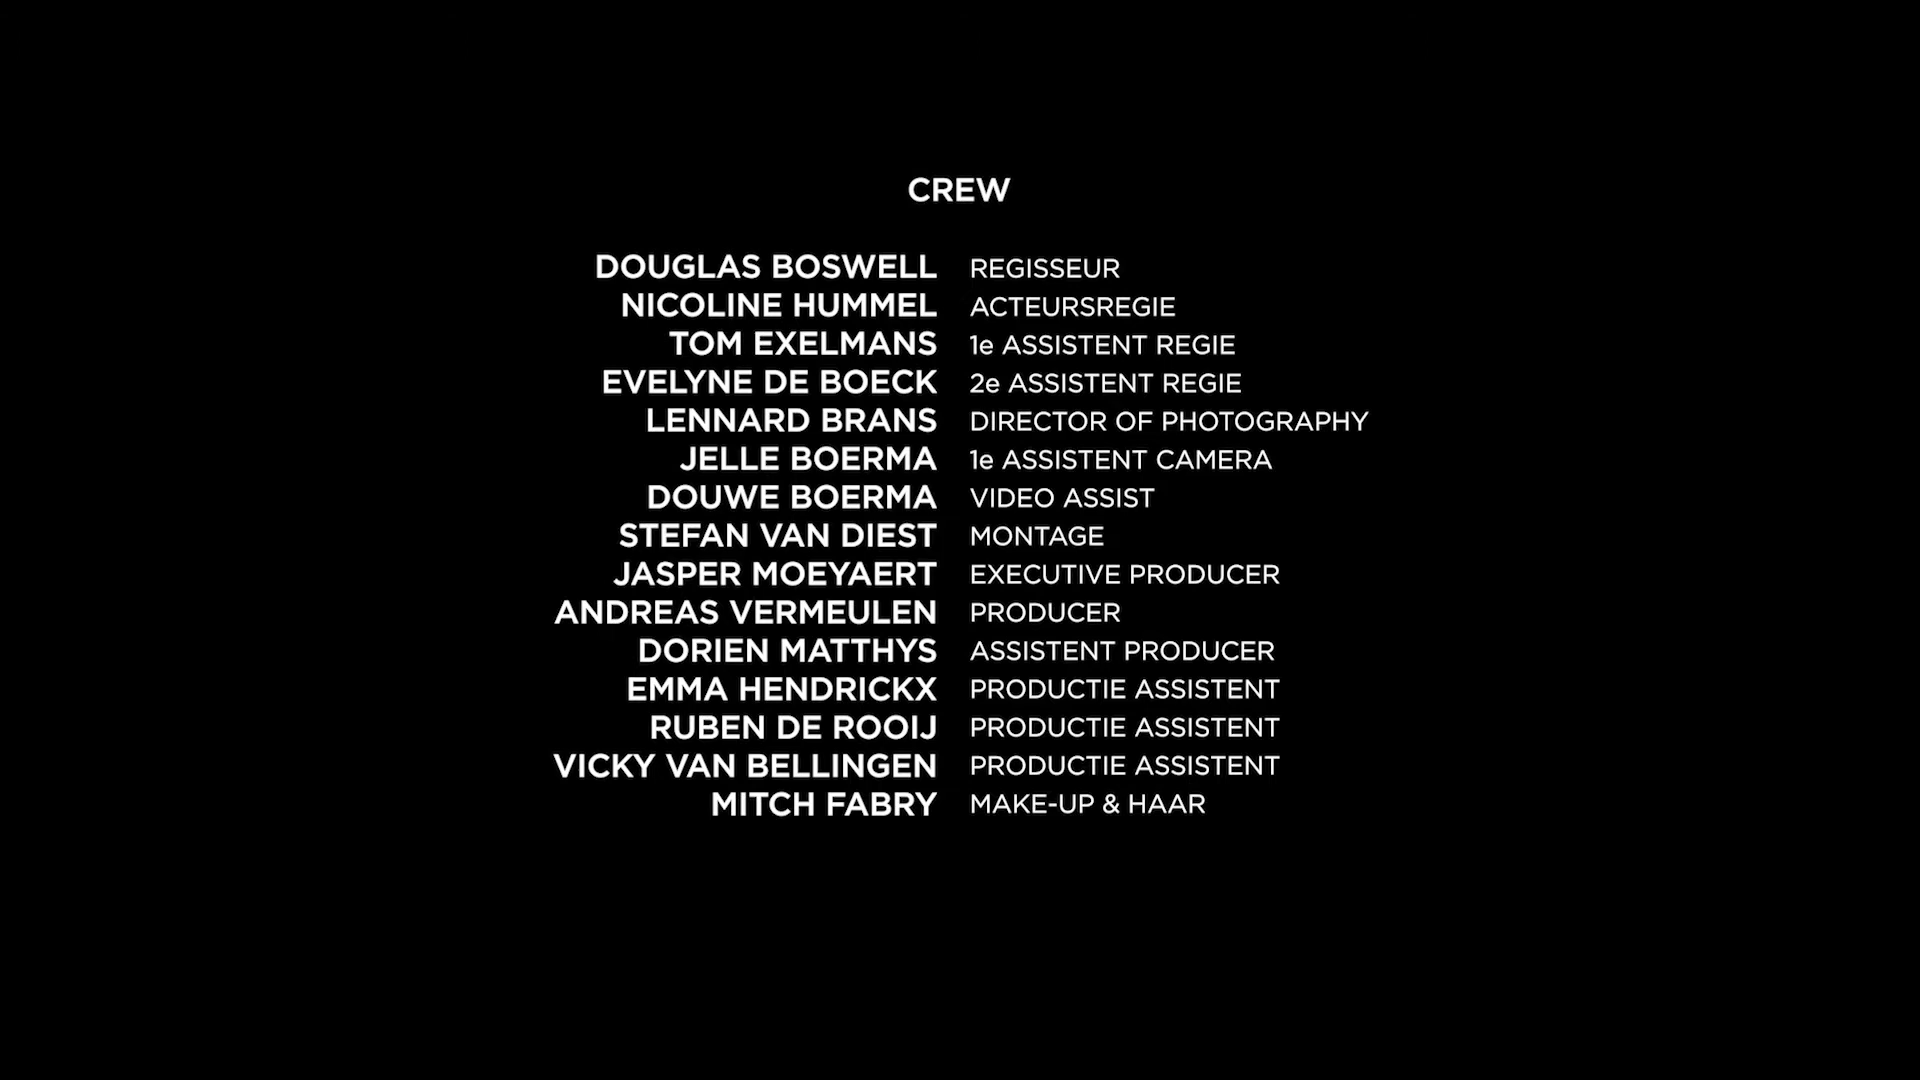 CREW
DOUGLAS BOSWELL REGISSEUR
NICOLINE HUMMEL ACTEURSREGIE
TOM EXELMANS 1e ASSISTENT REGIE
EVELYNE DE BOECK 2e ASSISTENT REGIE
LENNARD BRANS DIRECTOR OF PHOTOGRAPHY
JELLE BOERMA 1e ASSISTENT CAMERA
DOUWE BOERMA VIDEO ASSIST
STEFAN VAN DIEST MONTAGE
JASPER MOEYAERT EXECUTIVE PRODUCER
ANDREAS VERMEULEN PRODUCER
DORIEN MATTHYS ASSISTENT PRODUCER
EMMA HENDRICKX PRODUCTIE ASSISTENT
RUBEN DE ROOIJ PRODUCTIE ASSISTENT
VICKY VAN BELLINGEN PRODUCTIE ASSISTENT
MITCH FABRY MAKE-UP & HAAR